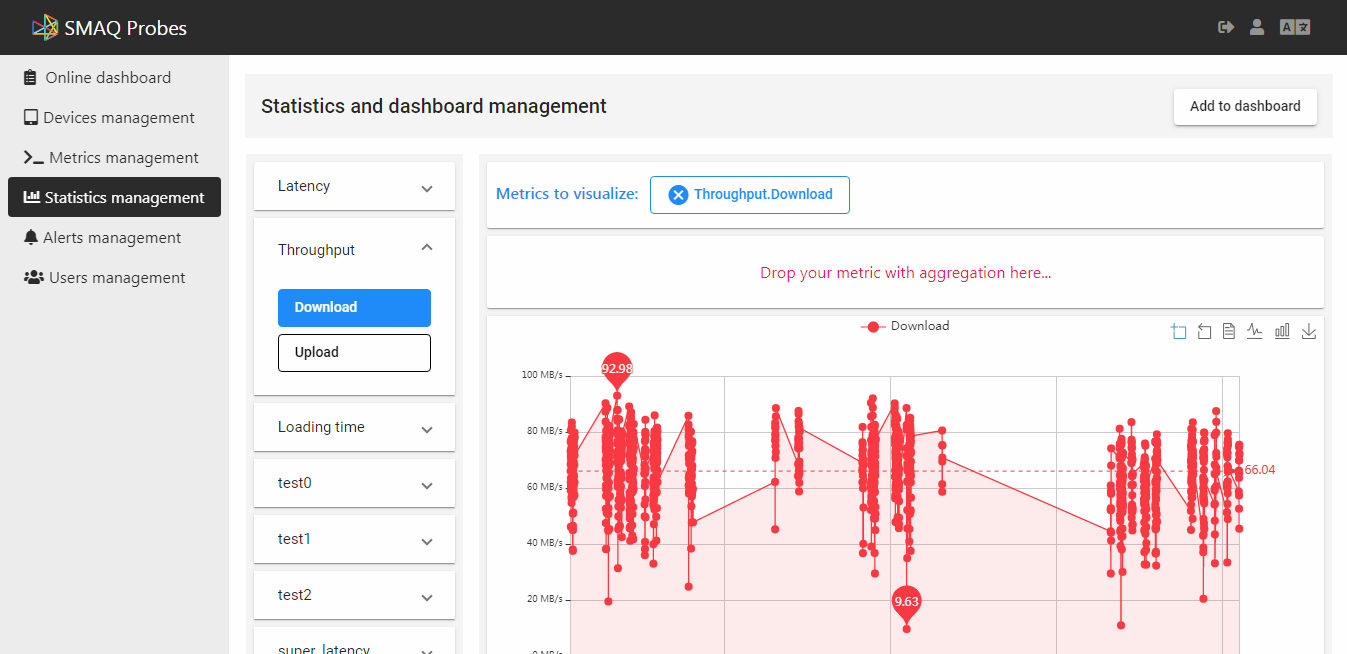 SMAQ Probes
Online dashboard
Devices management
Metrics management
Statistics management
Alerts management
Users management
Statistics and dashboard management
Add to dashboard
Latency
Throughput
Download
Upload
Loading time
test0
test1
test2
super_latency
Metrics to visualize:
Throughput.Download
Drop your metric with aggregation here...
Download
100 MB/s
80 MB/s
60 MB/s
40 MB/s
20 MB/s
0 MB/s
92.98
66.04
9.63